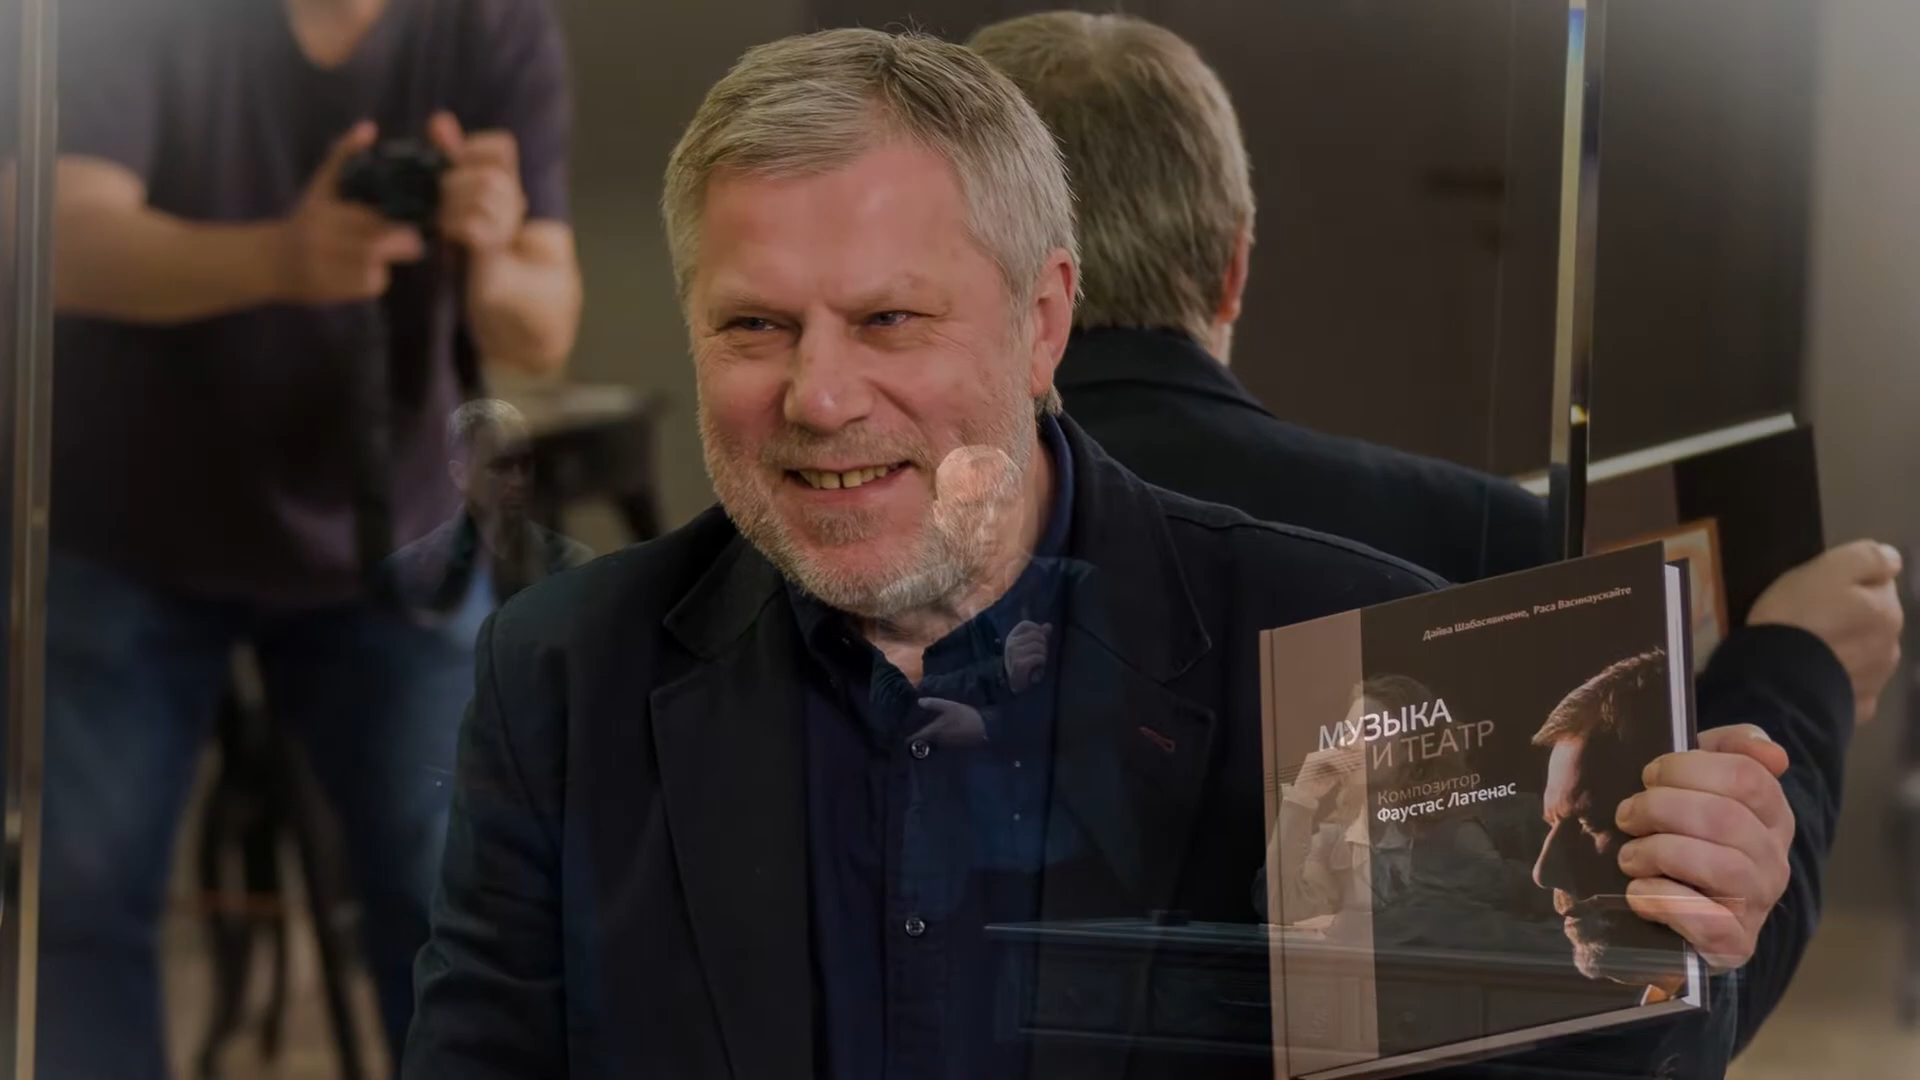 Дайва Шабасявичене, Раса Васинаускайте
МУЗЫКА
И ТЕАТР
Композитор
Фаустас Латенас